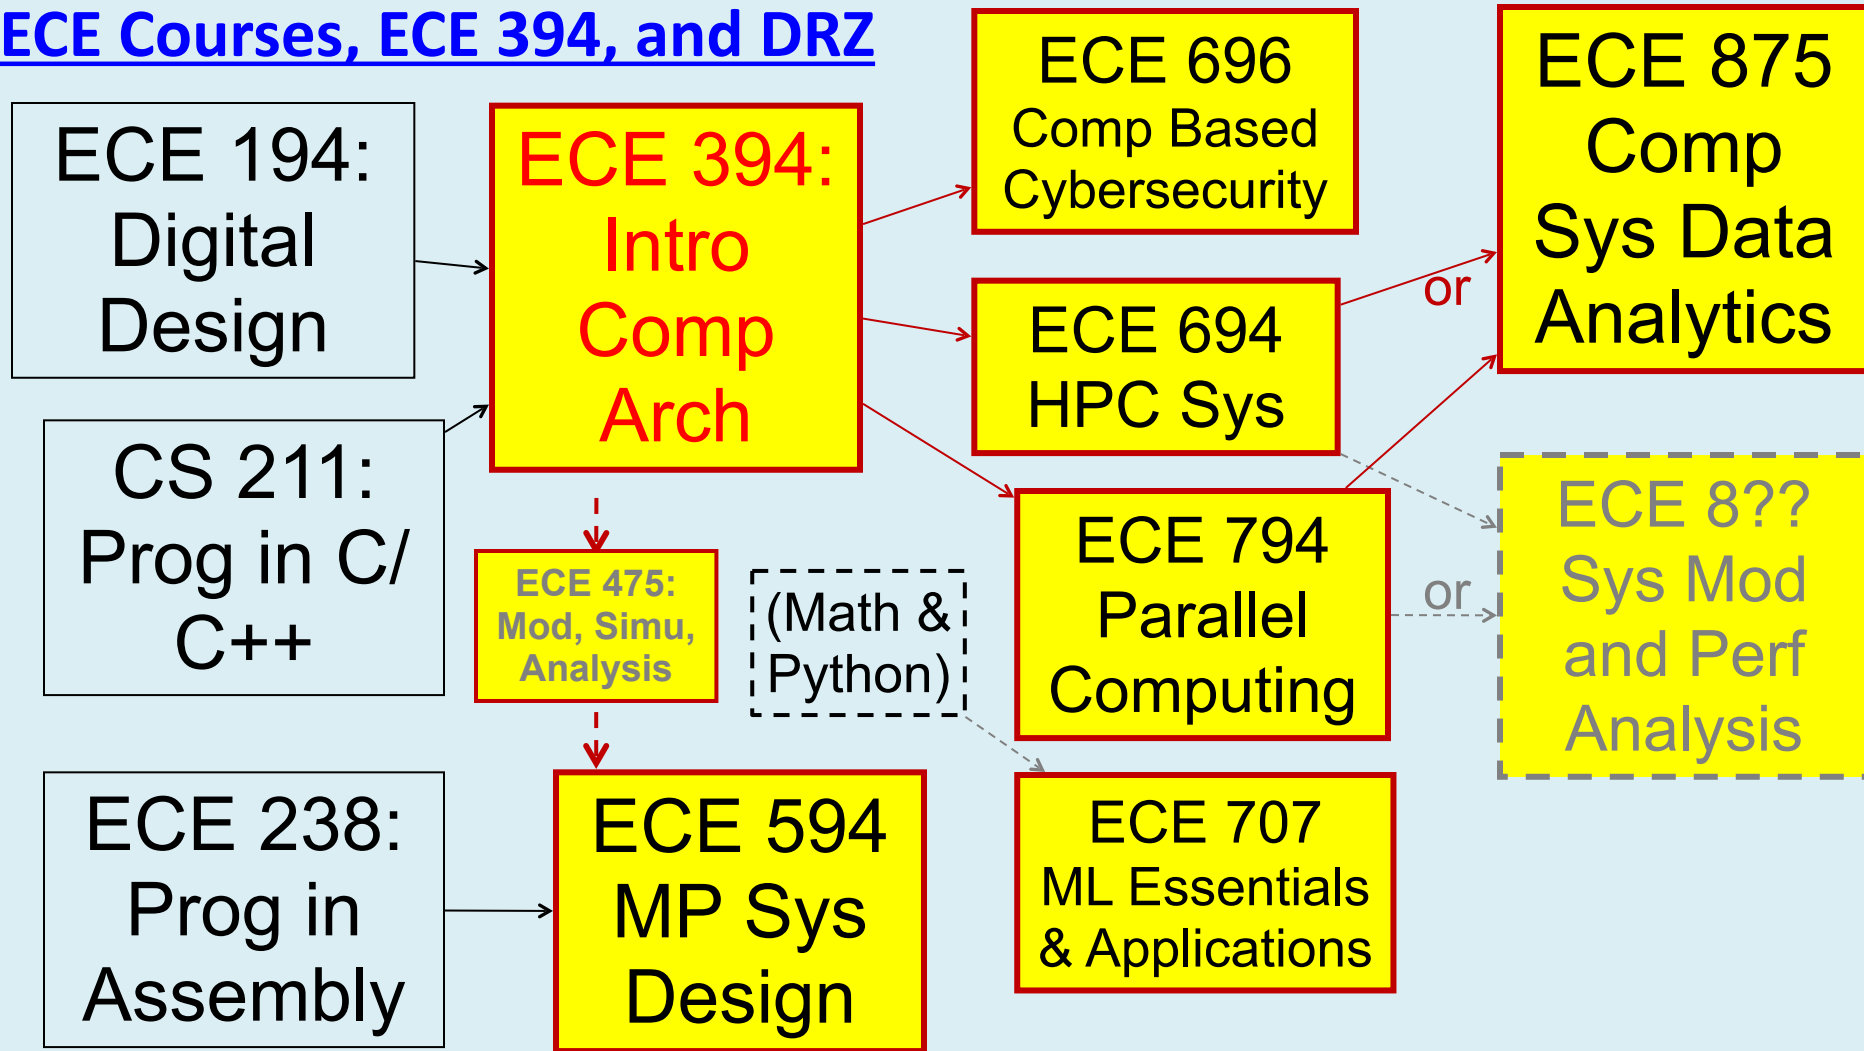 ECE Courses, ECE 394, and DRZ
ECE 194:
Digital
Design
CS 211:
Prog in C/
C++
ECE 238:
Prog in
Assembly
ECE 394:
Intro
Comp
Arch
ECE 475:
Mod, Simu,
Analysis
ECE 594
MP Sys
Design
(Math &
Python)
ECE 696
Comp Based
Cybersecurity
ECE 694
HPC Sys
ECE 794
Parallel
Computing
ECE 707
ML Essentials
& Applications
or
or
ECE 875
Comp
Sys Data
Analytics
ECE 8??
Sys Mod
and Perf
Analysis